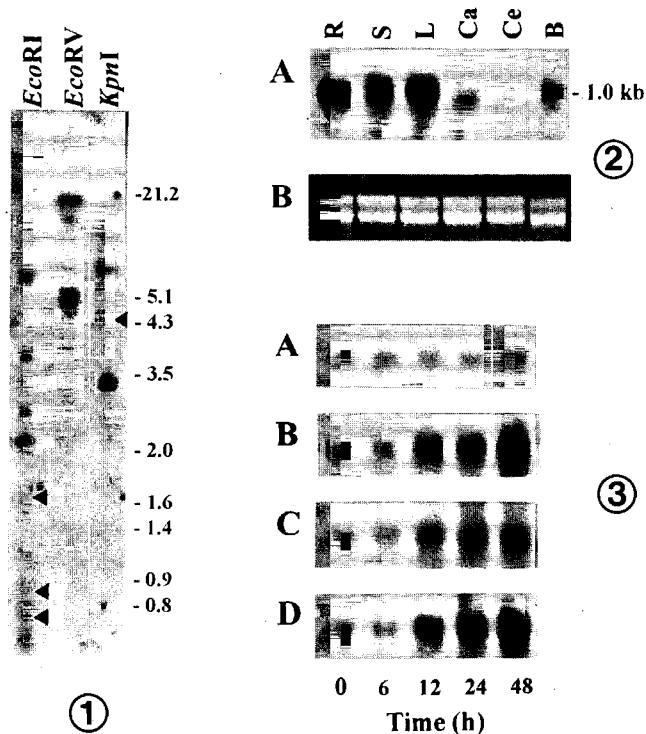 EcoRI
EcoRV
KpnI
-21.2
- 5.1
- 4.3
- 3.5
- 2.0
- 1.6
- 1.4
- 0.9
- 0.8
①
R S L Ca Ce B
A
- 1.0 kb
②
B
A
B
③
C
D
0 6 12 24 48
Time (h)